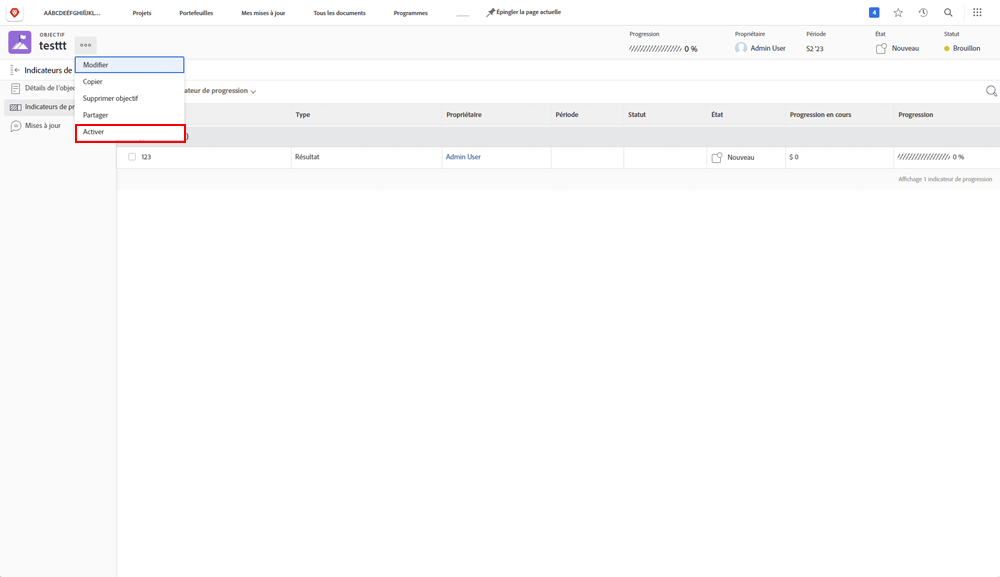 AÁBCDEÉFGHIÍJKL... Projets Portefeuilles Mes mises à jour Tous les documents Programmes Épingler la page actuelle 4
OBJECTIF
testtt
Progression Propriétaire Période État Statut
0 % Admin User S2 '23 Nouveau Brouillon
Modifier
Copier
Supprimer objectif
Partager
Activer
Indicateurs de
Détails de l'objec
Indicateurs de pr
Mises à jour
ateur de progression
Type Propriétaire Période Statut État Progression en cours Progression
)
123 Résultat Admin User Nouveau $ 0 0 %
Affichage 1 indicateur de progression